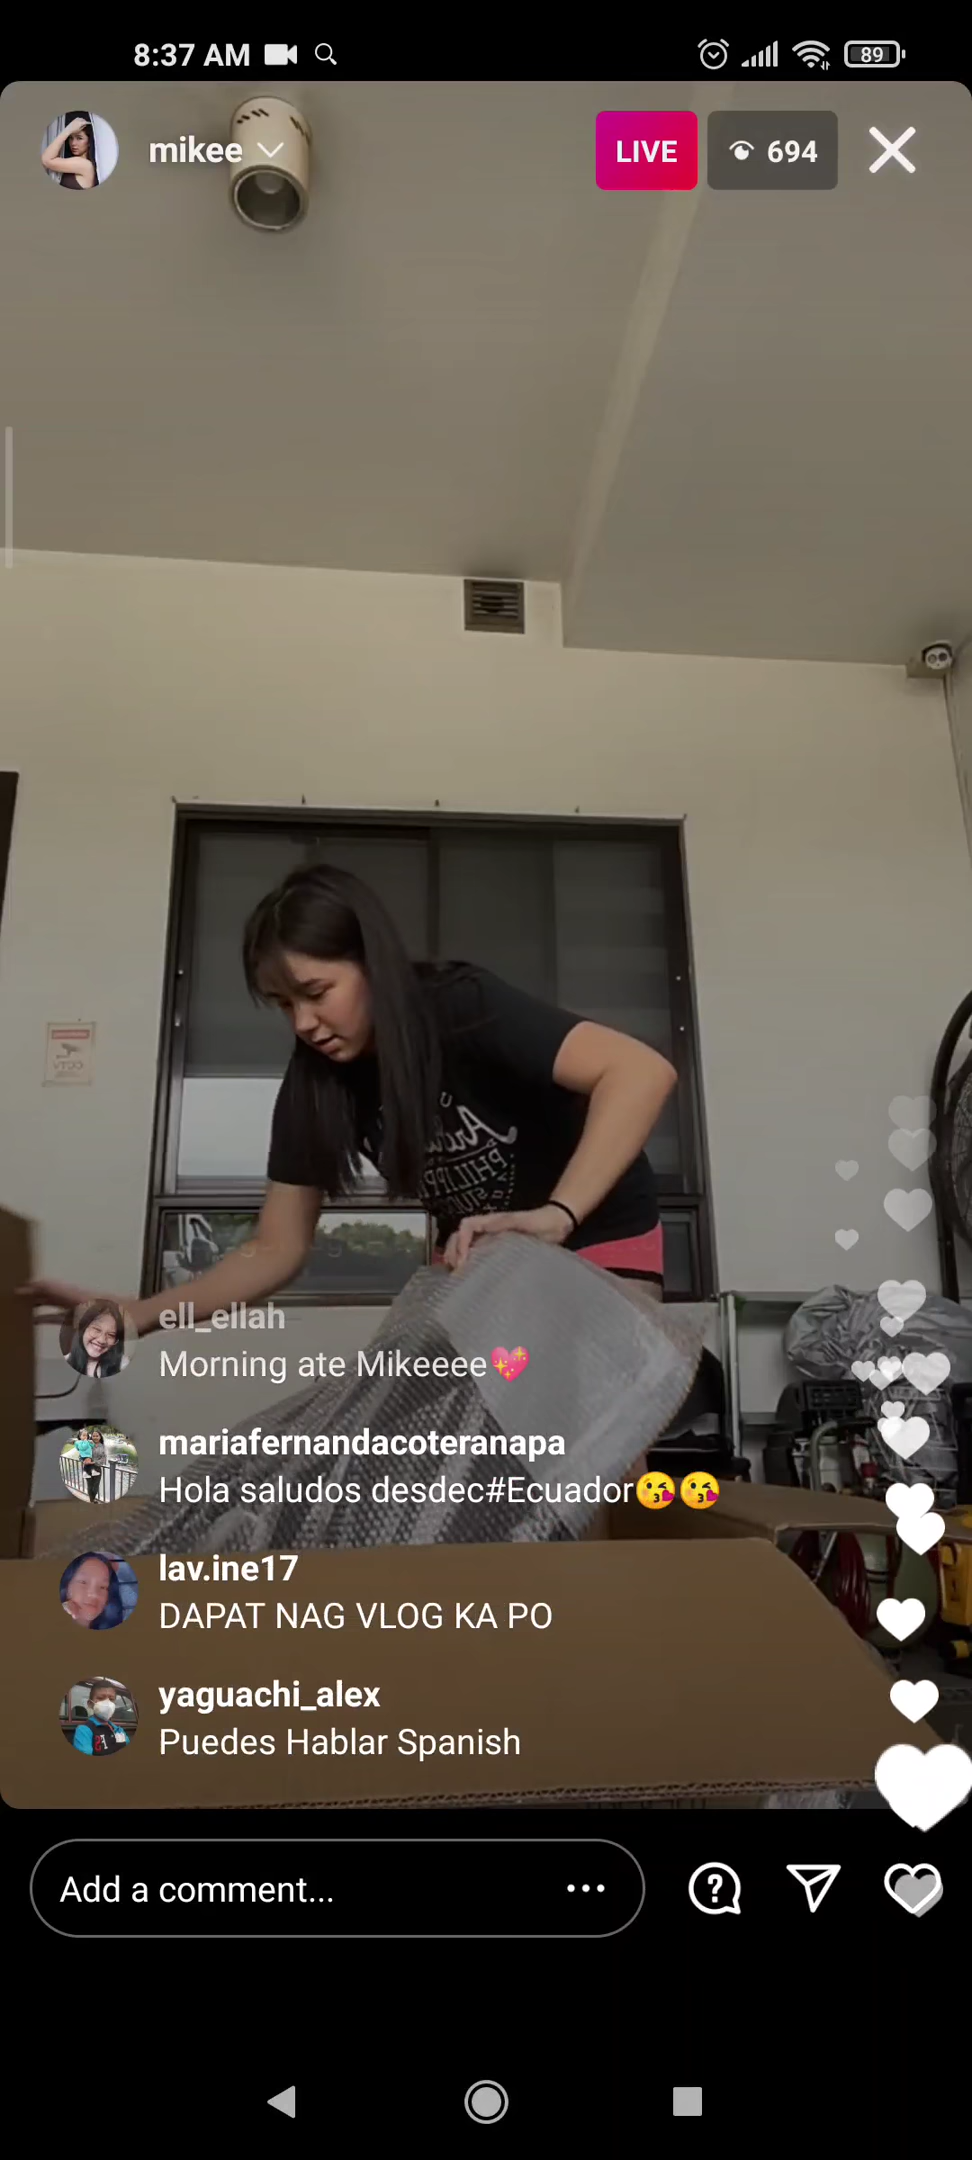 8:37 AM
89
mikee
LIVE
694
ell_ellah
Morning ate Mikeeee💖
mariafernandacoteranapa
Hola saludos desdec#Ecuador😘😘
lav.ine17
DAPAT NAG VLOG KA PO
yaguachi_alex
Puedes Hablar Spanish
Add a comment...